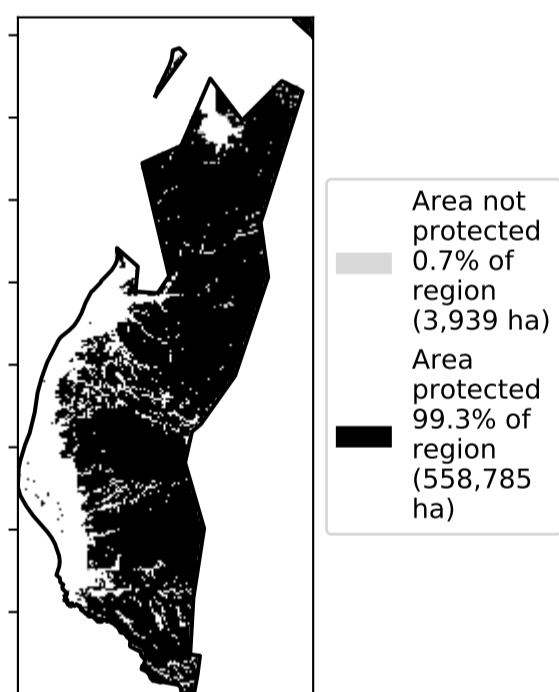 Area not
protected
0.7% of
region
(3,939 ha)
Area
protected
99.3% of
region
(558,785
ha)